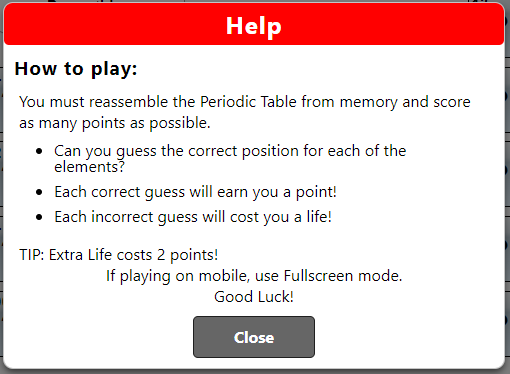 Help
How to play:
You must reassemble the Periodic Table from memory and score
as many points as possible.
Can you guess the correct position for each of the
elements?
Each correct guess will earn you a point!
Each incorrect guess will cost you a life!
TIP: Extra Life costs 2 points!
If playing on mobile, use Fullscreen mode.
Good Luck!
Close